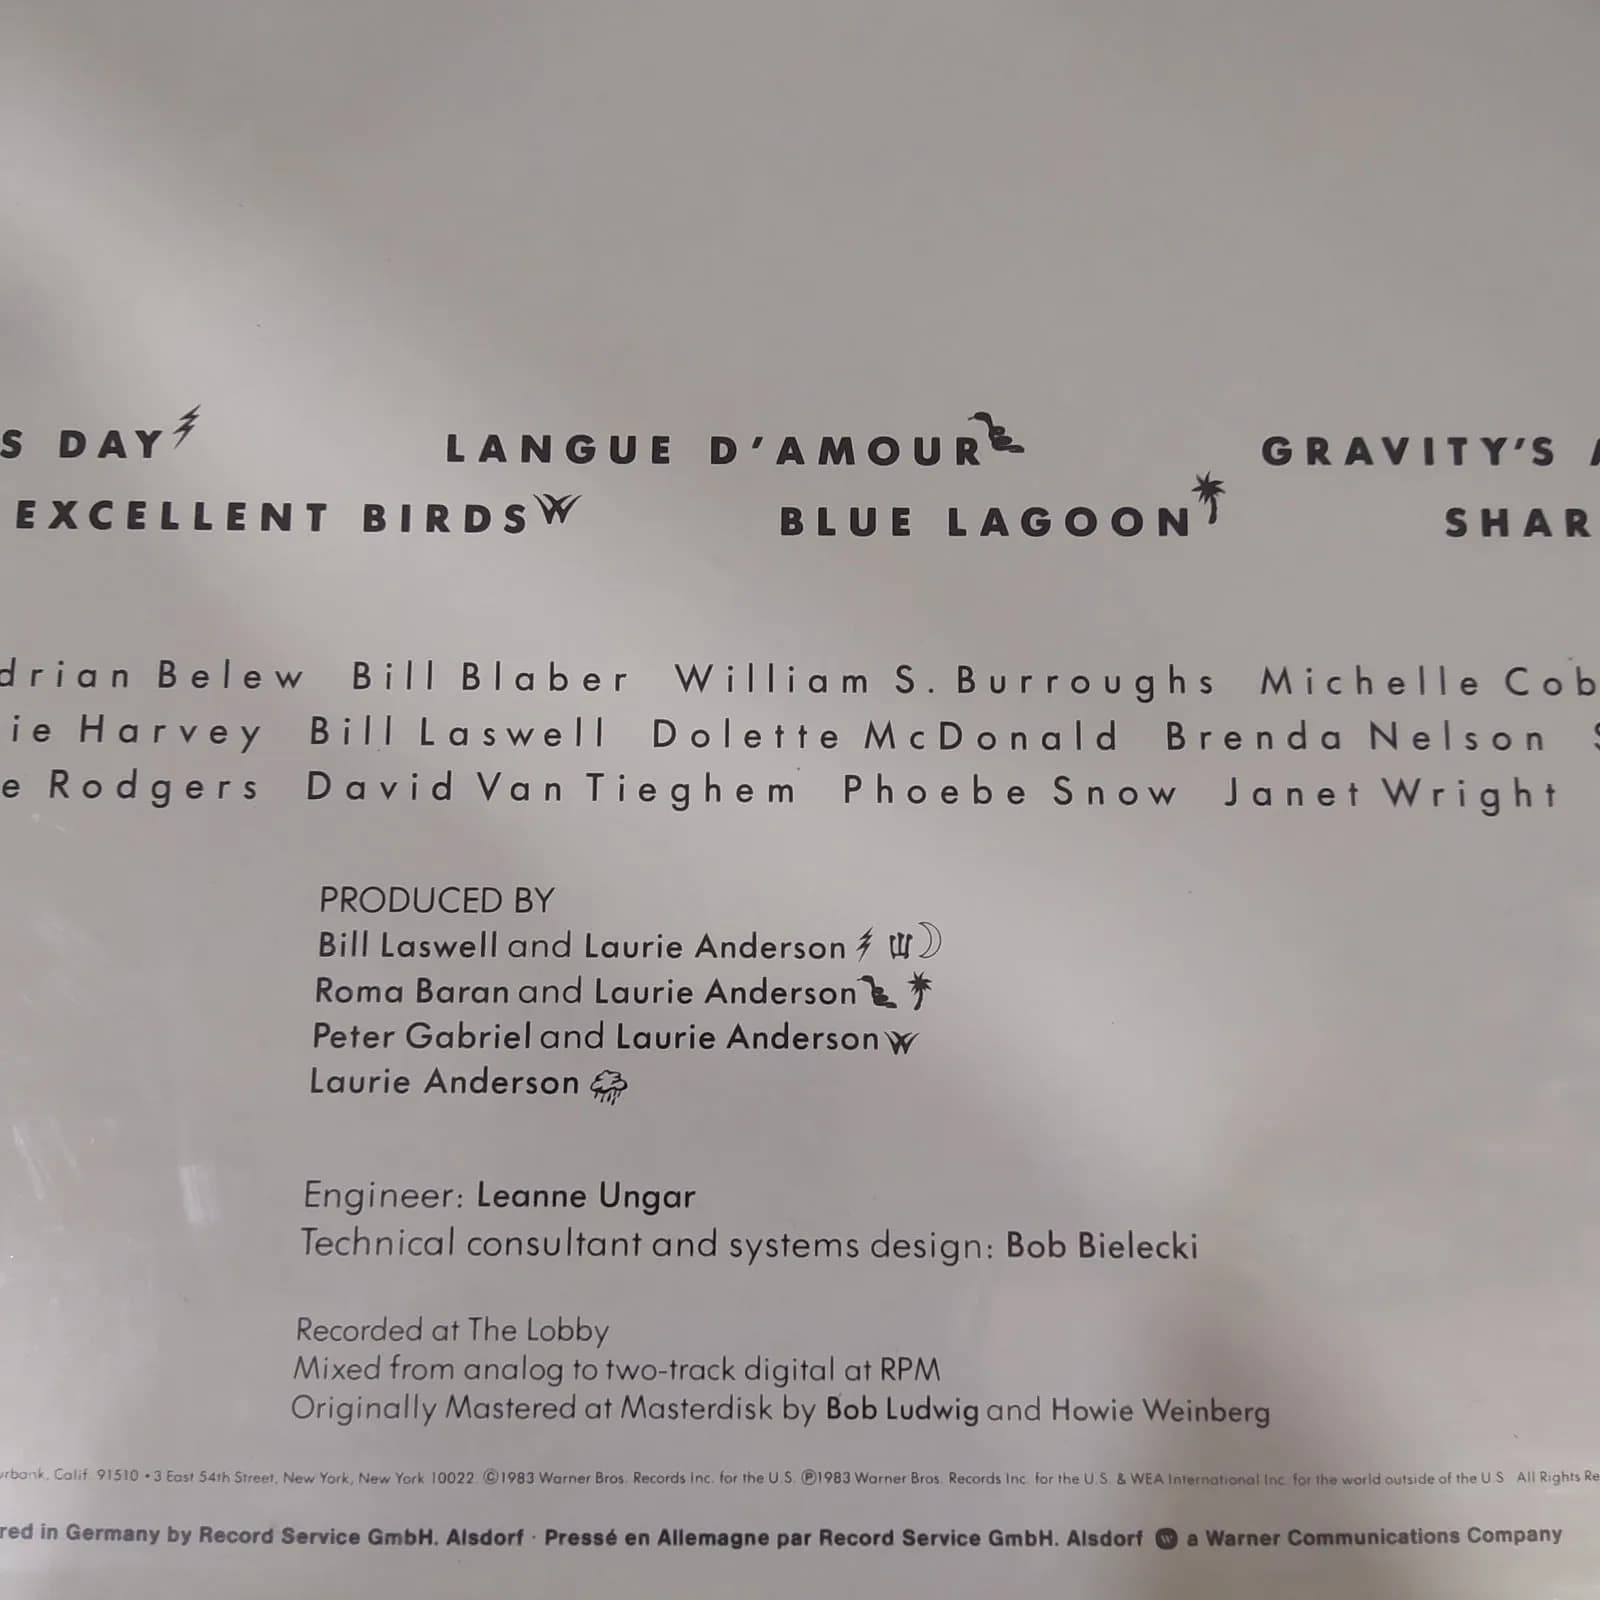 S DAY
LANGUE D'AMOUR
GRAVITY'S A
EXCELLENT BIRDS
BLUE LAGOON
SHAR
drian Belew Bill Blaber William S. Burroughs Michelle Cob
ie Harvey Bill Laswell Dolette McDonald Brenda Nelson S
e Rodgers David Van Tieghem Phoebe Snow Janet Wright
PRODUCED BY
Bill Laswell and Laurie Anderson
Roma Baran and Laurie Anderson
Peter Gabriel and Laurie Anderson
Laurie Anderson
Engineer: Leanne Ungar
Technical consultant and systems design: Bob Bielecki
Recorded at The Lobby
Mixed from analog to two-track digital at RPM
Originally Mastered at Masterdisk by Bob Ludwig and Howie Weinberg
urbank, Calif. 91510 • 3 East 54th Street, New York, New York 10022. ©1983 Warner Bros. Records Inc. for the U.S. ℗1983 Warner Bros. Records Inc. for the U.S. & WEA International Inc. for the world outside of the U.S. All Rights Re
red in Germany by Record Service GmbH. Alsdorf · Pressé en Allemagne par Record Service GmbH. Alsdorf W a Warner Communications Company